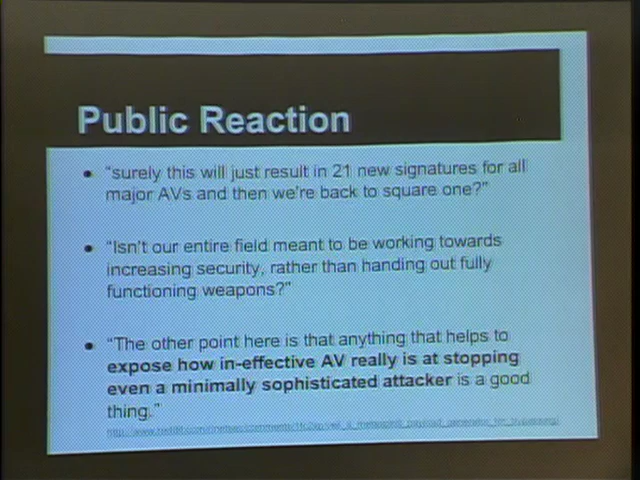 Public Reaction
• "surely this will just result in 21 new signatures for all
major AVs and then we're back to square one?"
• "Isn't our entire field meant to be working towards
increasing security, rather than handing out fully
functioning weapons?"
• "The other point here is that anything that helps to
expose how in-effective AV really is at stopping
even a minimally sophisticated attacker is a good
thing."